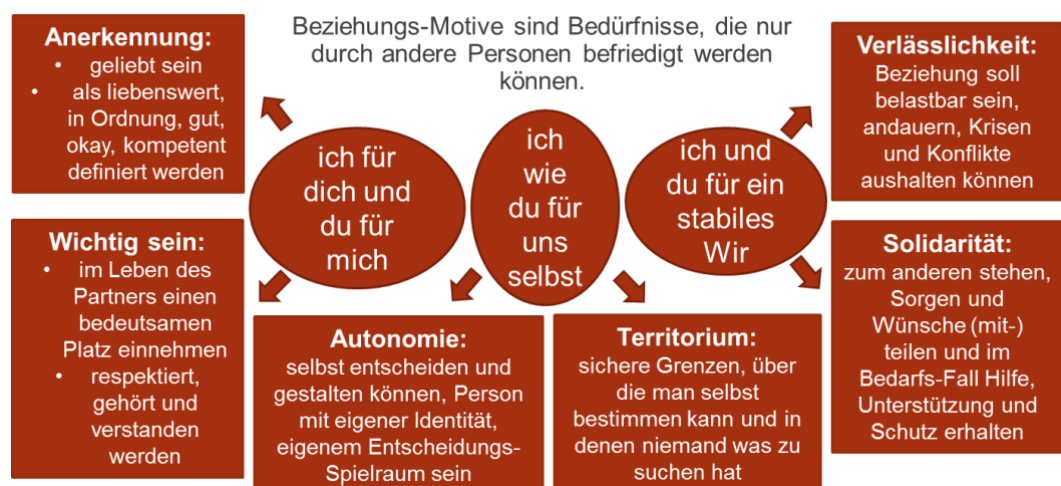 Beziehungs-Motive sind Bedürfnisse, die nur
durch andere Personen befriedigt werden
können.
Anerkennung:
• geliebt sein
• als liebenswert,
in Ordnung, gut,
okay, kompetent
definiert werden
ich für
dich und
du für
mich
ich
wie
du für
uns
selbst
ich und
du für ein
stabiles
Wir
Verlässlichkeit:
Beziehung soll
belastbar sein,
andauern, Krisen
und Konflikte
aushalten können
Wichtig sein:
• im Leben des
Partners einen
bedeutsamen
Platz einnehmen
• respektiert,
gehört und
verstanden
werden
Autonomie:
selbst entscheiden und
gestalten können, Person
mit eigener Identität,
eigenem Entscheidungs-
Spielraum sein
Territorium:
sichere Grenzen, über
die man selbst
bestimmen kann und in
denen niemand was zu
suchen hat
Solidarität:
zum anderen stehen,
Sorgen und
Wünsche (mit-)
teilen und im
Bedarfs-Fall Hilfe,
Unterstützung und
Schutz erhalten